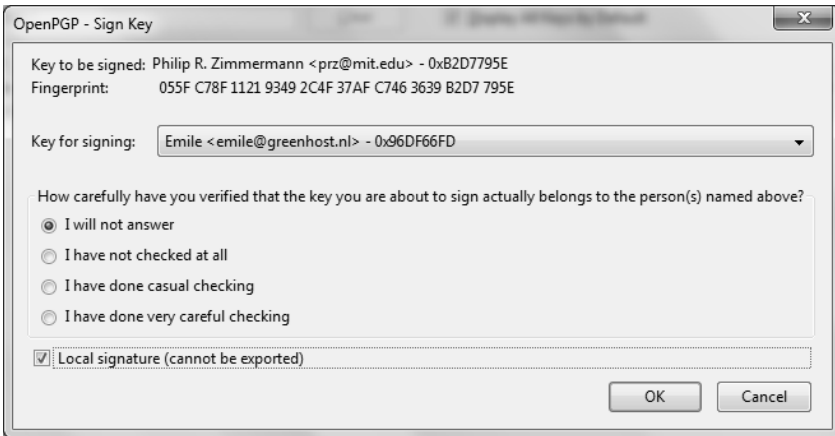 OpenPGP - Sign Key
Key to be signed: Philip R. Zimmermann <prz@mit.edu> - 0xB2D7795E
Fingerprint: 055F C78F 1121 9349 2C4F 37AF C746 3639 B2D7 795E
Key for signing: Emile <emile@greenhost.nl> - 0x96DF66FD
How carefully have you verified that the key you are about to sign actually belongs to the person(s) named above?
I will not answer
I have not checked at all
I have done casual checking
I have done very careful checking
Local signature (cannot be exported)
OK Cancel